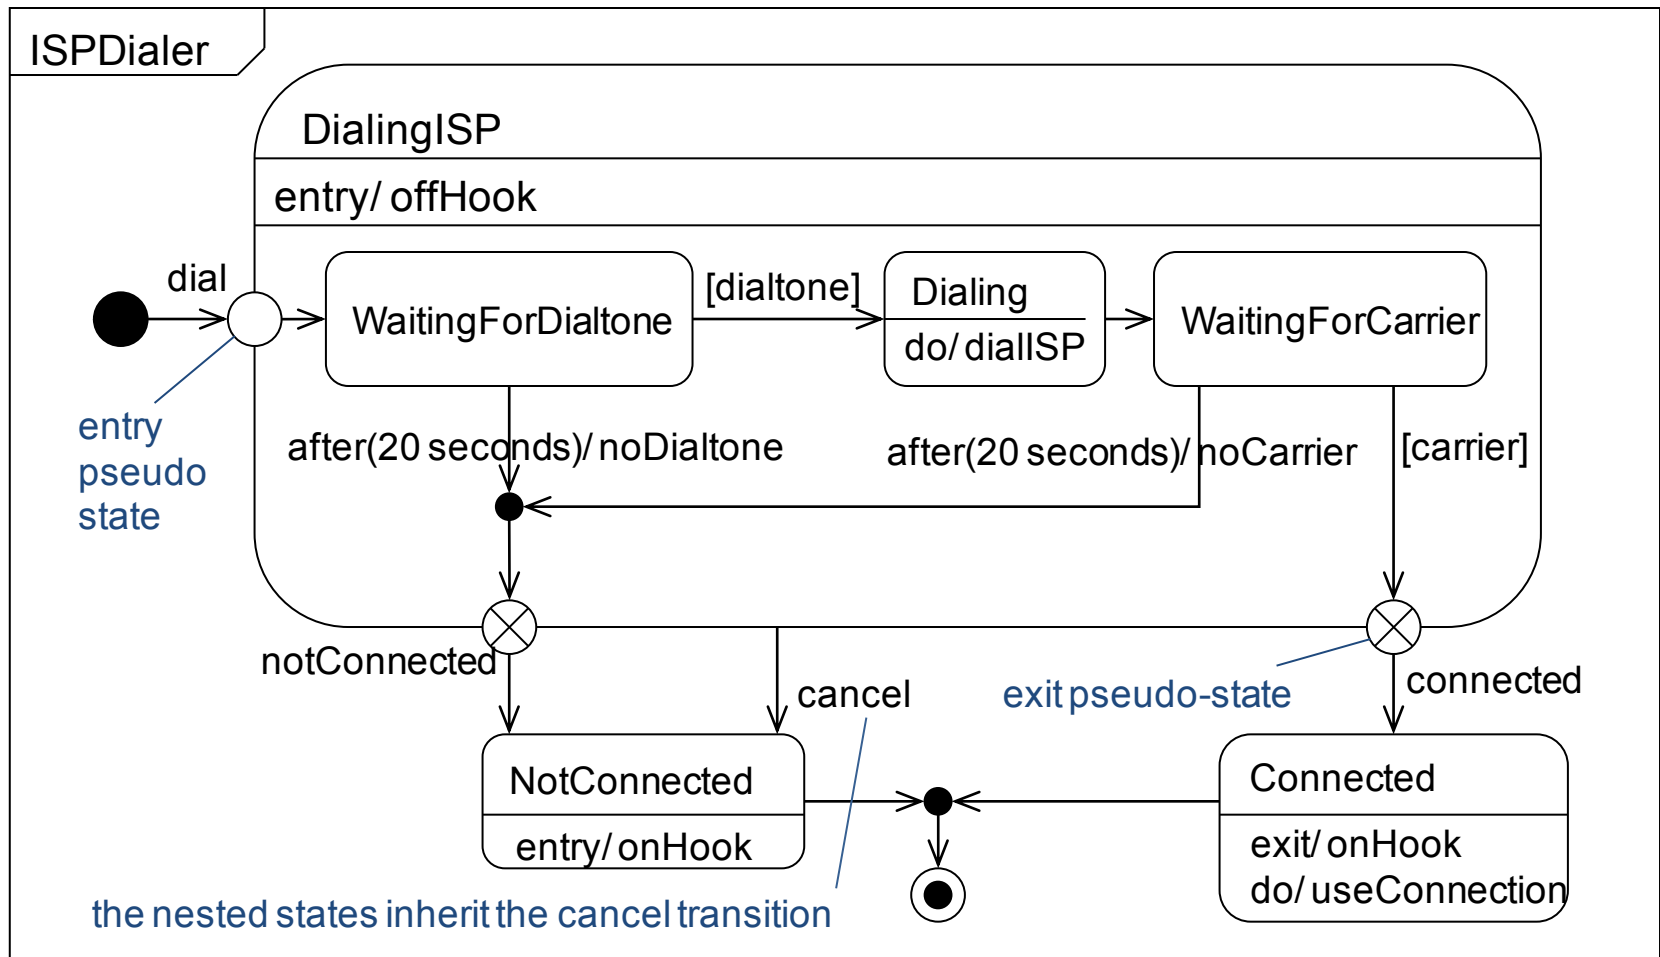 ISPDialer
DialingISP
entry/ offHook
dial
WaitingForDialtone
[dialtone]
Dialing
do/ dialISP
WaitingForCarrier
entry
pseudo
state
after(20 seconds)/ noDialtone
after(20 seconds)/ noCarrier
[carrier]
notConnected
cancel
exit pseudo-state
connected
NotConnected
entry/ onHook
Connected
exit/ onHook
do/ useConnection
the nested states inherit the cancel transition